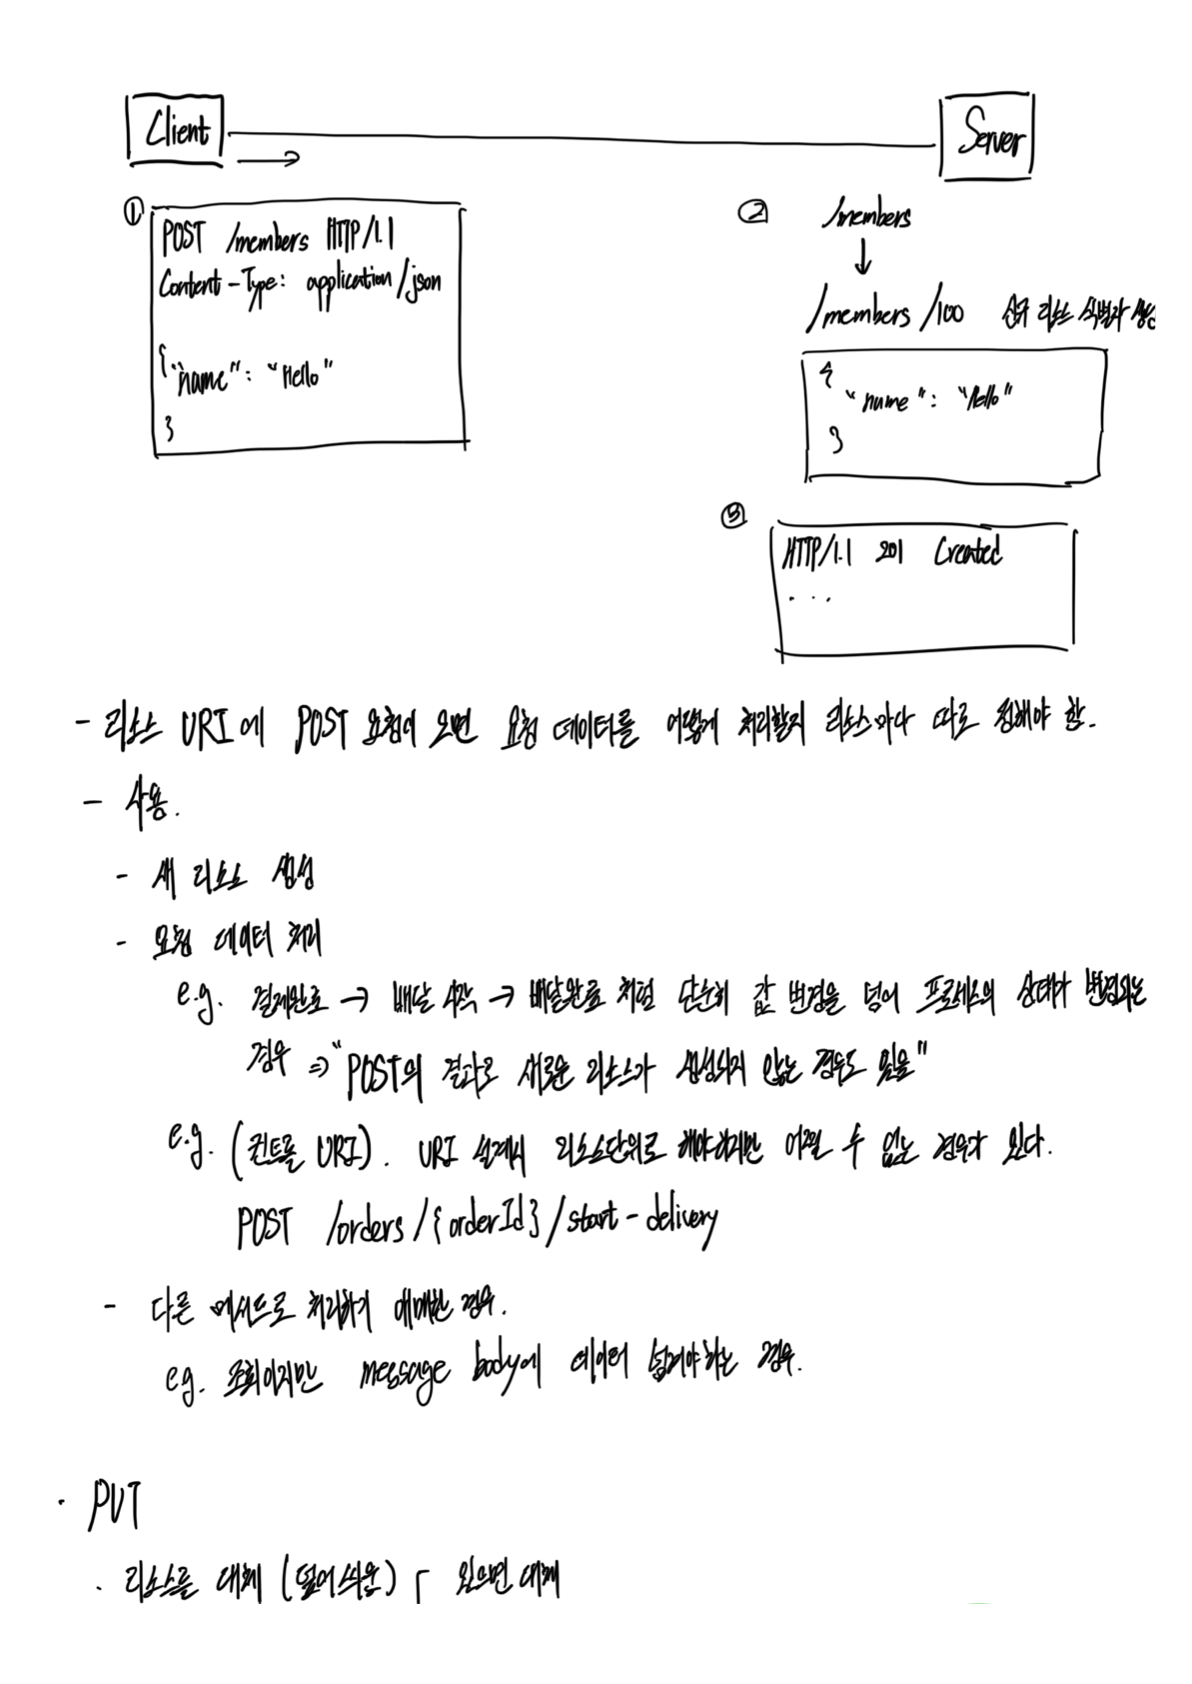 Client
Server
①
POST /members HTTP/1.1
Content-Type: application/json
{
"name": "Hello"
}
② /members
↓
/members/100 신규 리소스 식별자 생성
{
"name": "Hello"
}
③
HTTP/1.1 201 Created
...
- 리소스 URI에 POST 요청이 오면 요청 데이터를 어떻게 처리할지 리소스마다 따로 정해야 함.
- 사용.
- 새 리소스 생성
- 요청 데이터 처리
e.g. 결제완료 → 배달 시작 → 배달완료 처럼 단순히 값 변경을 넘어 프로세스의 상태가 변경되는
경우 => "POST의 결과로 새로운 리소스가 생성되지 않는 경우도 있음"
e.g. (컨트롤 URI). URI 설계시 리소스단위로 해야하지만 어쩔 수 없는 경우가 있다.
POST /orders/{orderId}/start-delivery
- 다른 메서드로 처리하기 애매한 경우.
e.g. 조회이지만 message body에 데이터 넘겨야하는 경우.
· PUT
· 리소스를 대체 (덮어씌움) ┌ 있으면 대체